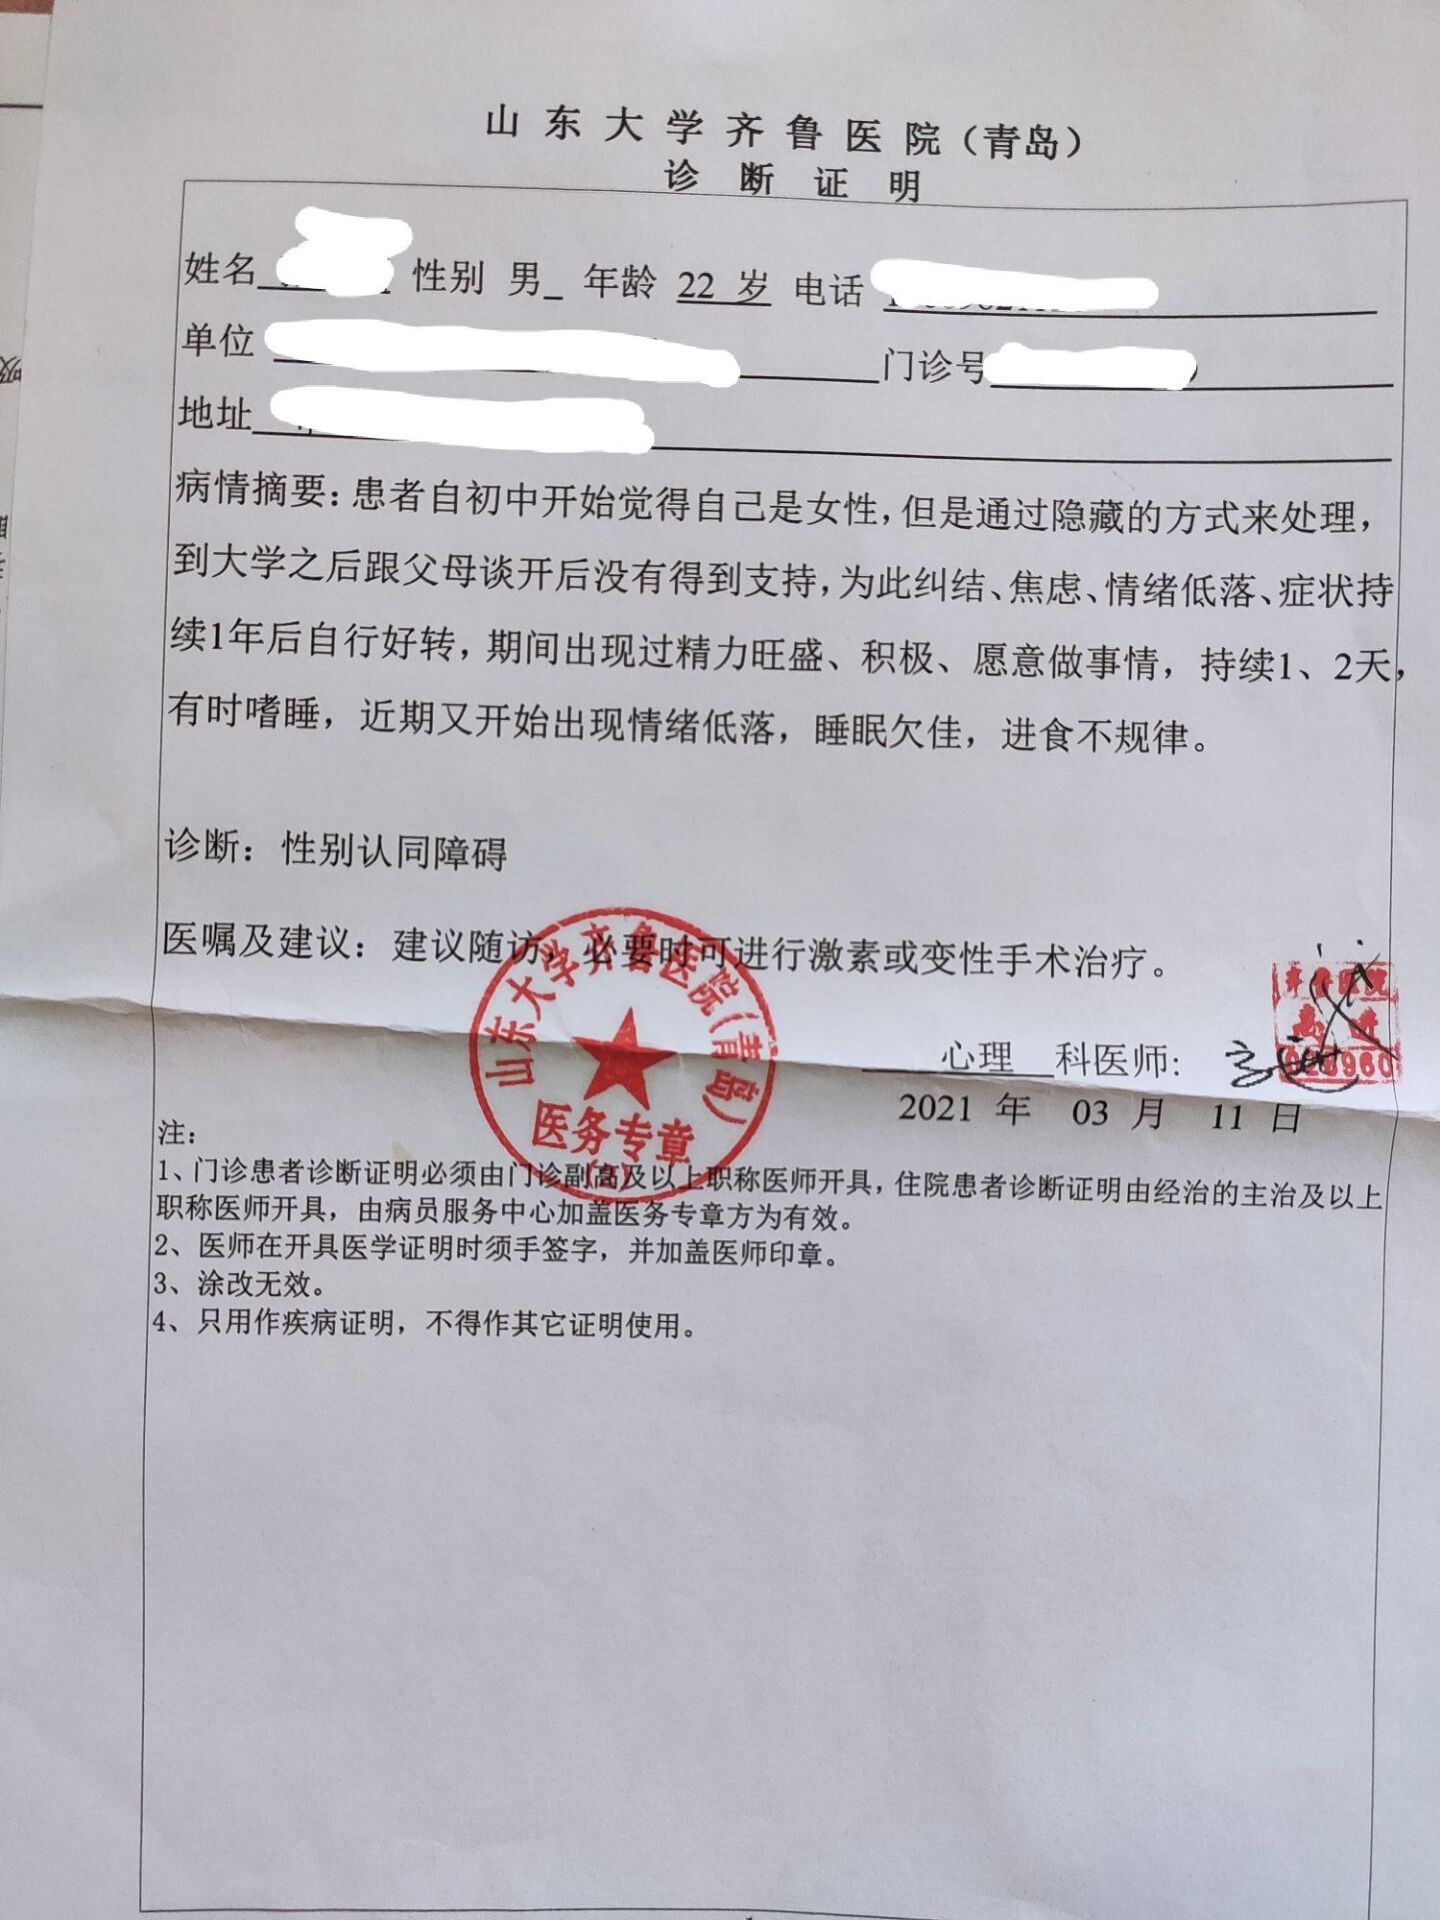 山东大学齐鲁医院（青岛）
诊断证明
姓名 性别 男 年龄 22 岁 电话
单位 门诊号
地址
病情摘要：患者自初中开始觉得自己是女性，但是通过隐藏的方式来处理，
到大学之后跟父母谈开后没有得到支持，为此纠结、焦虑、情绪低落、症状持
续1年后自行好转，期间出现过精力旺盛、积极、愿意做事情，持续1、2天，
有时嗜睡，近期又开始出现情绪低落，睡眠欠佳，进食不规律。
诊断：性别认同障碍
医嘱及建议：建议随访，必要时可进行激素或变性手术治疗。
山东大学齐鲁医院(青岛)
医务专章
齐鲁医院
心理 科医师:
2021 年 03 月 11 日
注：
1、门诊患者诊断证明必须由门诊副高及以上职称医师开具，住院患者诊断证明由经治的主治及以上
职称医师开具，由病员服务中心加盖医务专章方为有效。
2、医师在开具医学证明时须手签字，并加盖医师印章。
3、涂改无效。
4、只用作疾病证明，不得作其它证明使用。